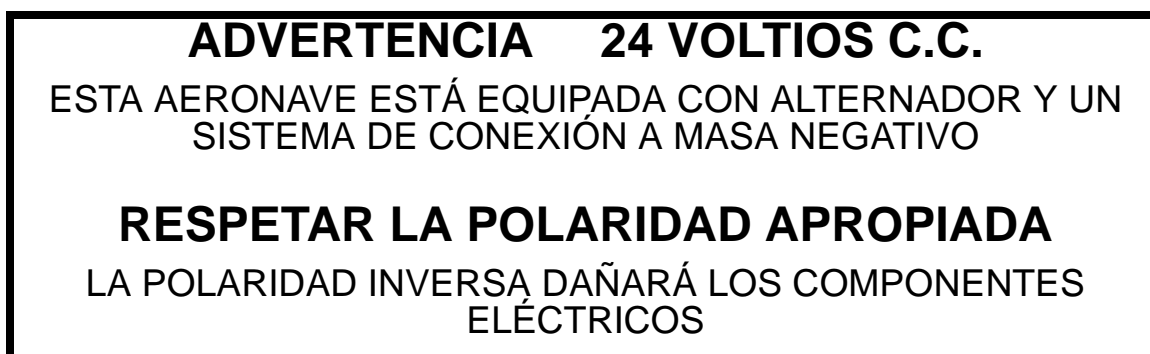 ADVERTENCIA 24 VOLTIOS C.C.
ESTA AERONAVE ESTÁ EQUIPADA CON ALTERNADOR Y UN
SISTEMA DE CONEXIÓN A MASA NEGATIVO
RESPETAR LA POLARIDAD APROPIADA
LA POLARIDAD INVERSA DAÑARÁ LOS COMPONENTES
ELÉCTRICOS